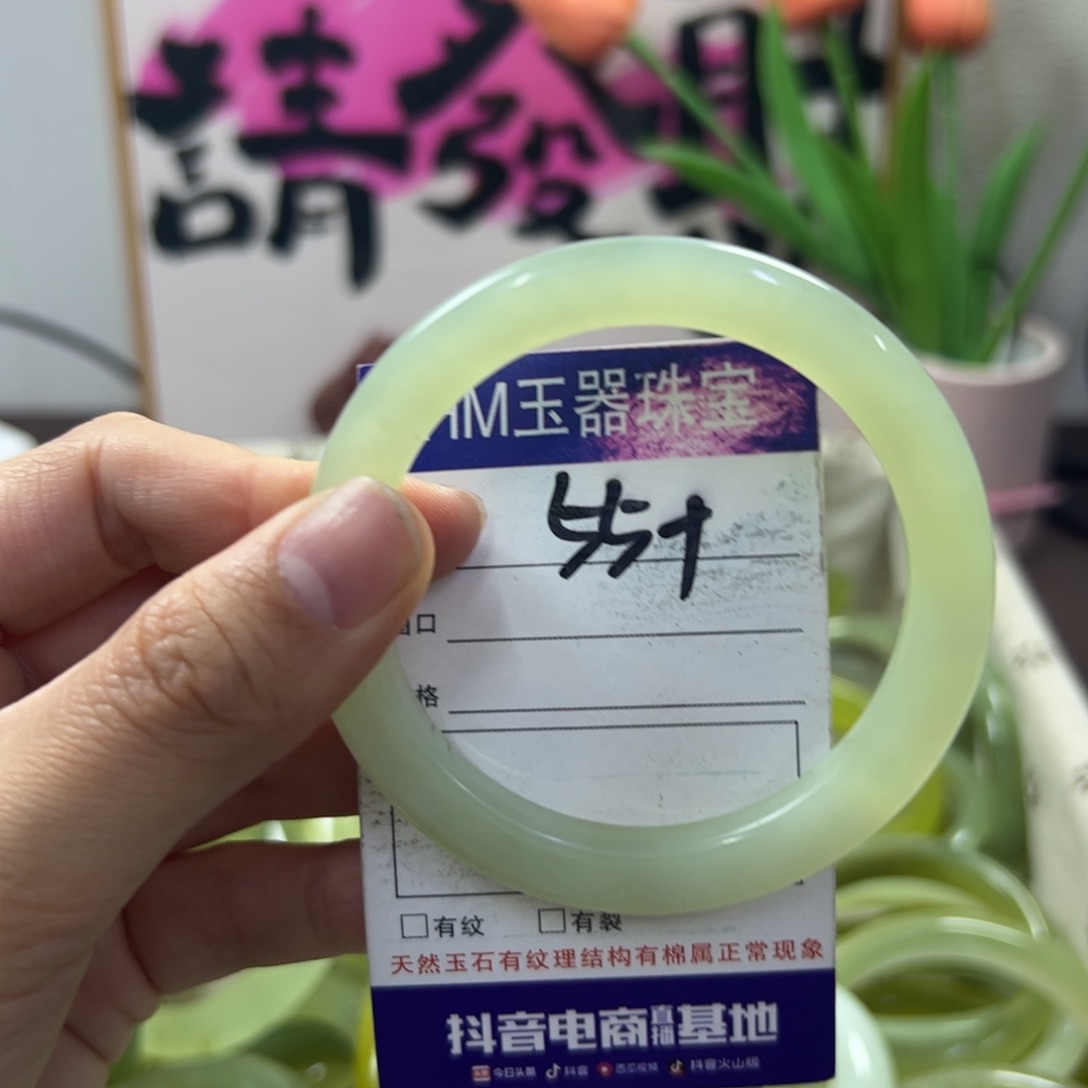 請發財
HM玉器珠宝
55+
口
格
有纹 有裂
天然玉石有纹理结构有棉属正常现象
抖音电商直播基地
今日头条 抖音 西瓜视频 抖音火山版